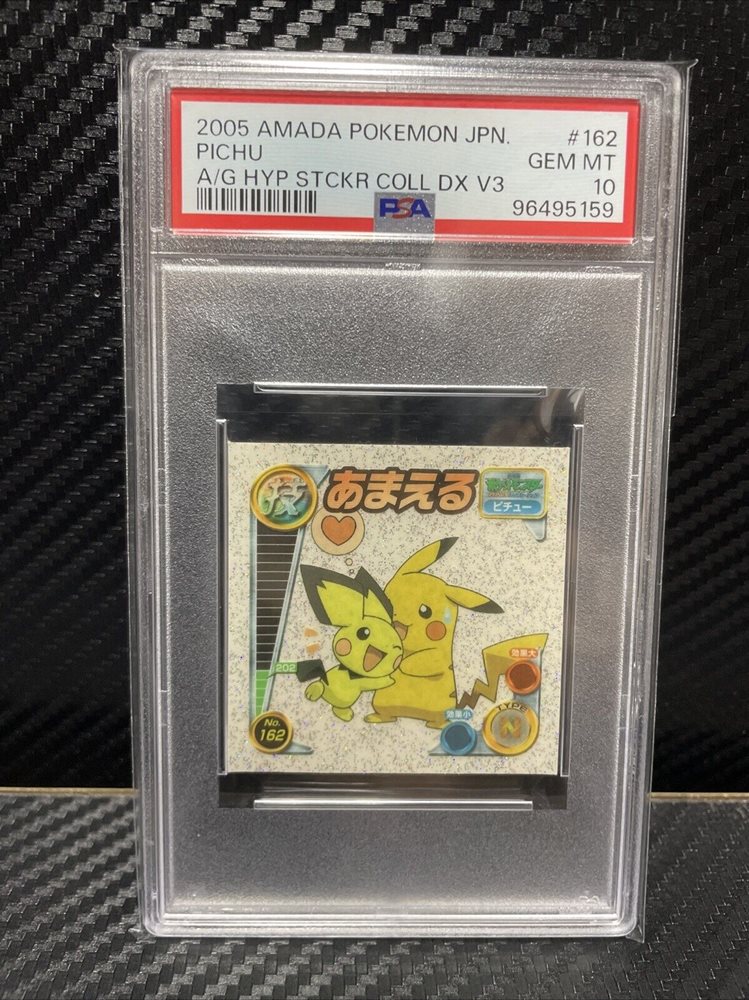 2005 AMADA POKEMON JPN. #162
PICHU GEM MT
A/G HYP STCKR COLL DX V3 10
PSA 96495159
技 あまえる
ピチュー
効果大
202
効果小
TYPE
N
No.
162